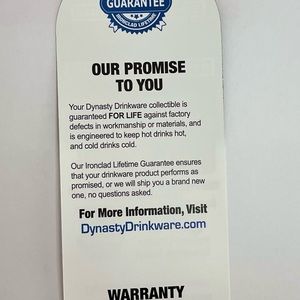 GUARANTEE
IRONCLAD LIFETIME
OUR PROMISE
TO YOU
Your Dynasty Drinkware collectible is
guaranteed FOR LIFE against factory
defects in workmanship or materials, and
is engineered to keep hot drinks hot,
and cold drinks cold.
Our Ironclad Lifetime Guarantee ensures
that your drinkware product performs as
promised, or we will ship you a brand new
one, no questions asked.
For More Information, Visit
DynastyDrinkware.com
WARRANTY